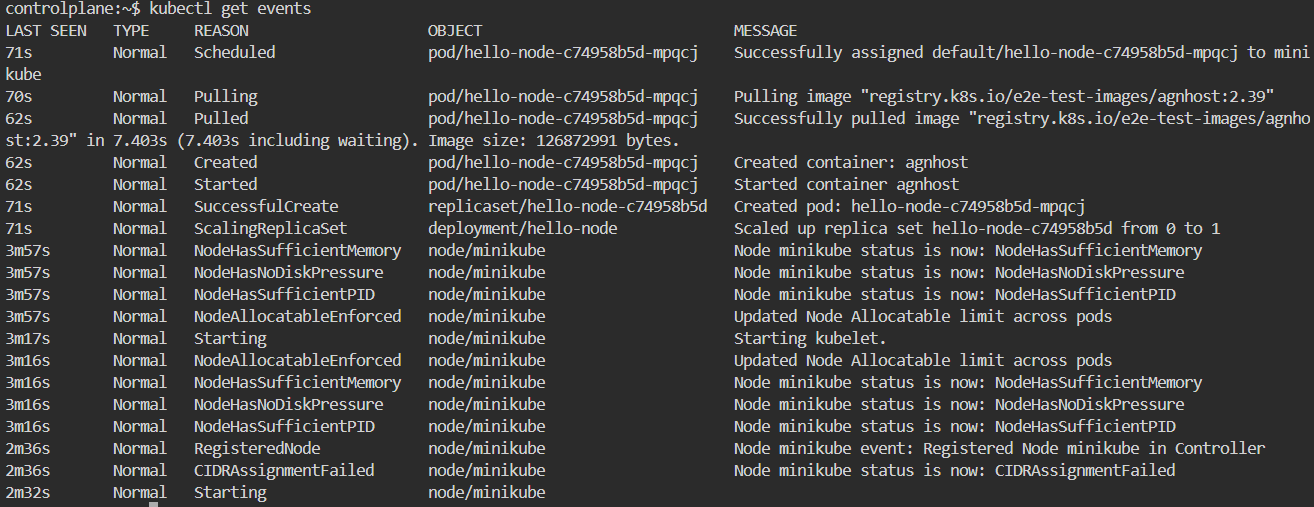 controlplane:~$ kubectl get events
LAST SEEN   TYPE     REASON                    OBJECT                            MESSAGE
71s         Normal   Scheduled                 pod/hello-node-c74958b5d-mpqcj    Successfully assigned default/hello-node-c74958b5d-mpqcj to mini
kube
70s         Normal   Pulling                   pod/hello-node-c74958b5d-mpqcj    Pulling image "registry.k8s.io/e2e-test-images/agnhost:2.39"
62s         Normal   Pulled                    pod/hello-node-c74958b5d-mpqcj    Successfully pulled image "registry.k8s.io/e2e-test-images/agnho
st:2.39" in 7.403s (7.403s including waiting). Image size: 126872991 bytes.
62s         Normal   Created                   pod/hello-node-c74958b5d-mpqcj    Created container: agnhost
62s         Normal   Started                   pod/hello-node-c74958b5d-mpqcj    Started container agnhost
71s         Normal   SuccessfulCreate          replicaset/hello-node-c74958b5d   Created pod: hello-node-c74958b5d-mpqcj
71s         Normal   ScalingReplicaSet         deployment/hello-node             Scaled up replica set hello-node-c74958b5d from 0 to 1
3m57s       Normal   NodeHasSufficientMemory   node/minikube                     Node minikube status is now: NodeHasSufficientMemory
3m57s       Normal   NodeHasNoDiskPressure     node/minikube                     Node minikube status is now: NodeHasNoDiskPressure
3m57s       Normal   NodeHasSufficientPID      node/minikube                     Node minikube status is now: NodeHasSufficientPID
3m57s       Normal   NodeAllocatableEnforced   node/minikube                     Updated Node Allocatable limit across pods
3m17s       Normal   Starting                  node/minikube                     Starting kubelet.
3m16s       Normal   NodeAllocatableEnforced   node/minikube                     Updated Node Allocatable limit across pods
3m16s       Normal   NodeHasSufficientMemory   node/minikube                     Node minikube status is now: NodeHasSufficientMemory
3m16s       Normal   NodeHasNoDiskPressure     node/minikube                     Node minikube status is now: NodeHasNoDiskPressure
3m16s       Normal   NodeHasSufficientPID      node/minikube                     Node minikube status is now: NodeHasSufficientPID
2m36s       Normal   RegisteredNode            node/minikube                     Node minikube event: Registered Node minikube in Controller
2m36s       Normal   CIDRAssignmentFailed      node/minikube                     Node minikube status is now: CIDRAssignmentFailed
2m32s       Normal   Starting                  node/minikube